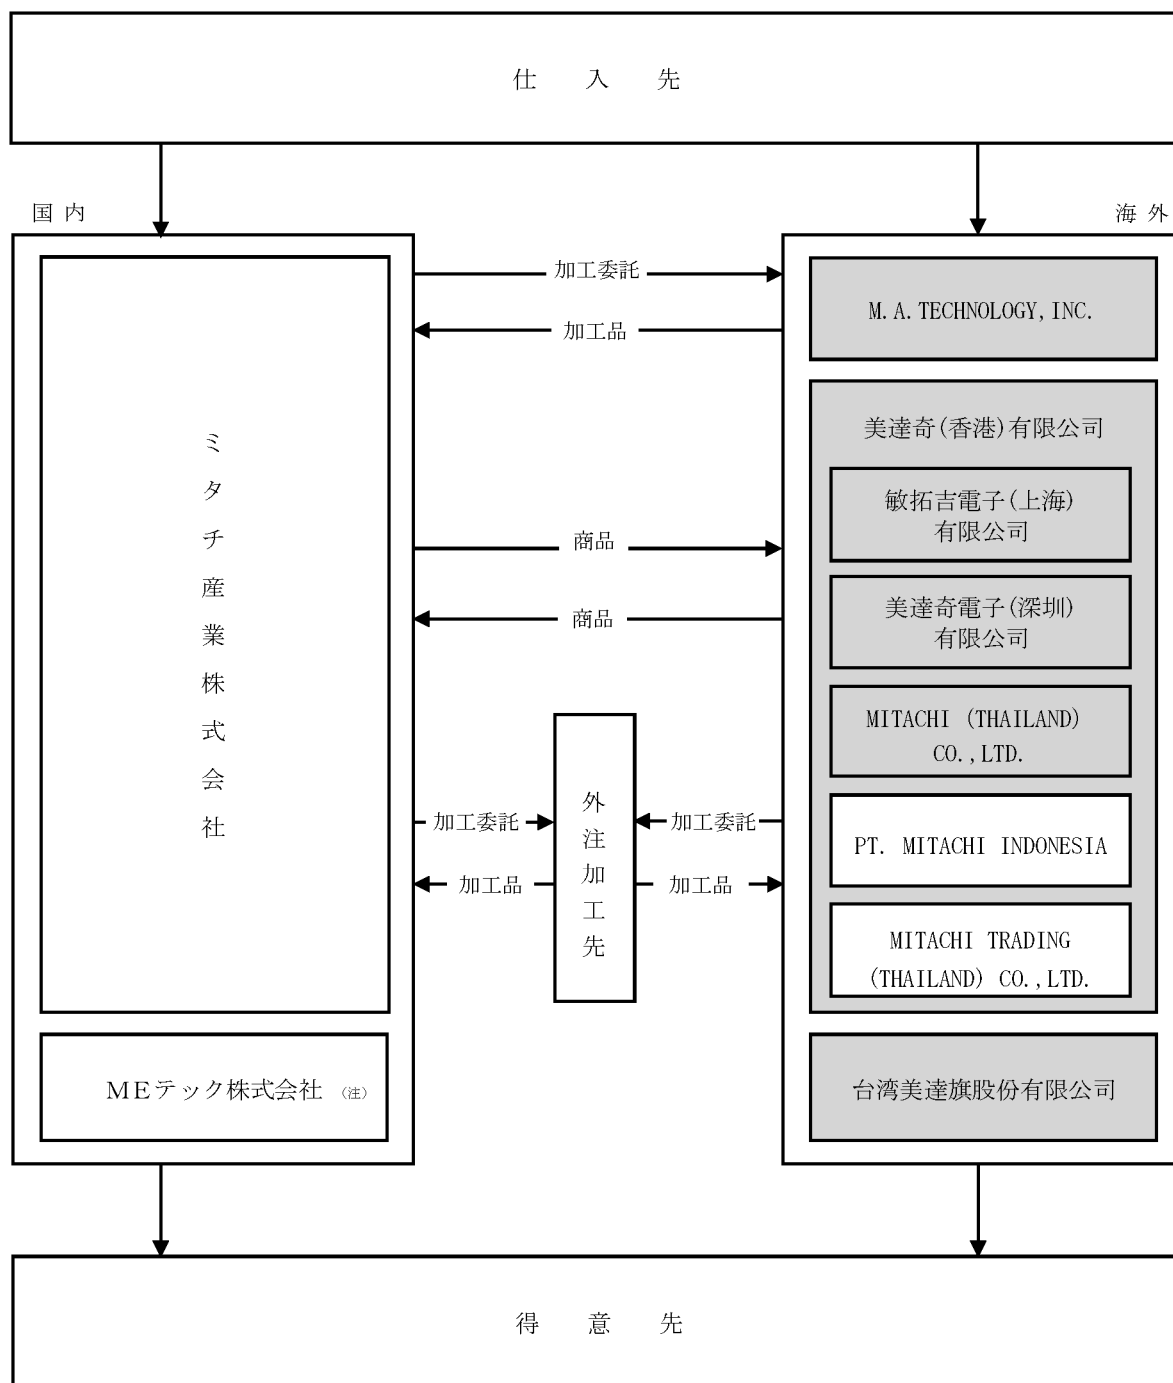 仕入先
国内
海外
ミタチ産業株式会社
MEテック株式会社 (注)
加工委託
加工品
商品
商品
加工委託
加工品
外注加工先
加工委託
加工品
M.A.TECHNOLOGY,INC.
美達奇(香港)有限公司
敏拓吉電子(上海)
有限公司
美達奇電子(深圳)
有限公司
MITACHI (THAILAND)
CO.,LTD.
PT. MITACHI INDONESIA
MITACHI TRADING
(THAILAND) CO.,LTD.
台湾美達旗股份有限公司
得意先